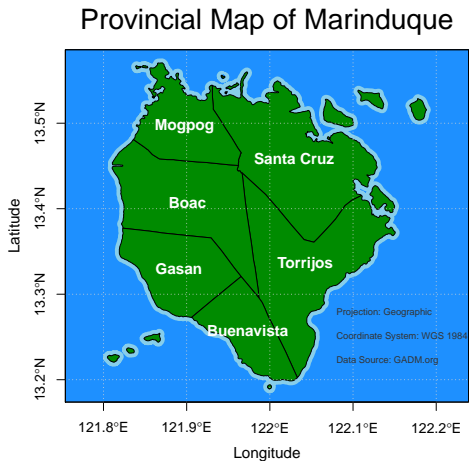 Provincial Map of Marinduque
Latitude
13.5°N
13.4°N
13.3°N
13.2°N
Mogpog
Santa Cruz
Boac
Gasan
Torrijos
Buenavista
Projection: Geographic
Coordinate System: WGS 1984
Data Source: GADM.org
121.8°E
121.9°E
122°E
122.1°E
122.2°E
Longitude